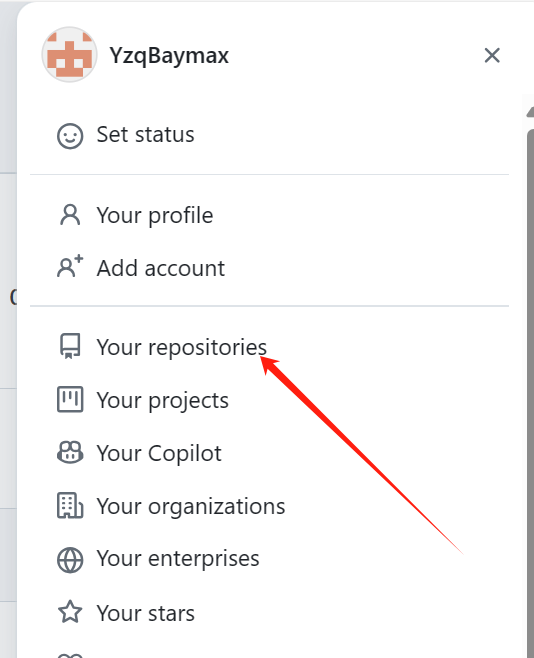 YzqBaymax
Set status
Your profile
Add account
Your repositories
Your projects
Your Copilot
Your organizations
Your enterprises
Your stars